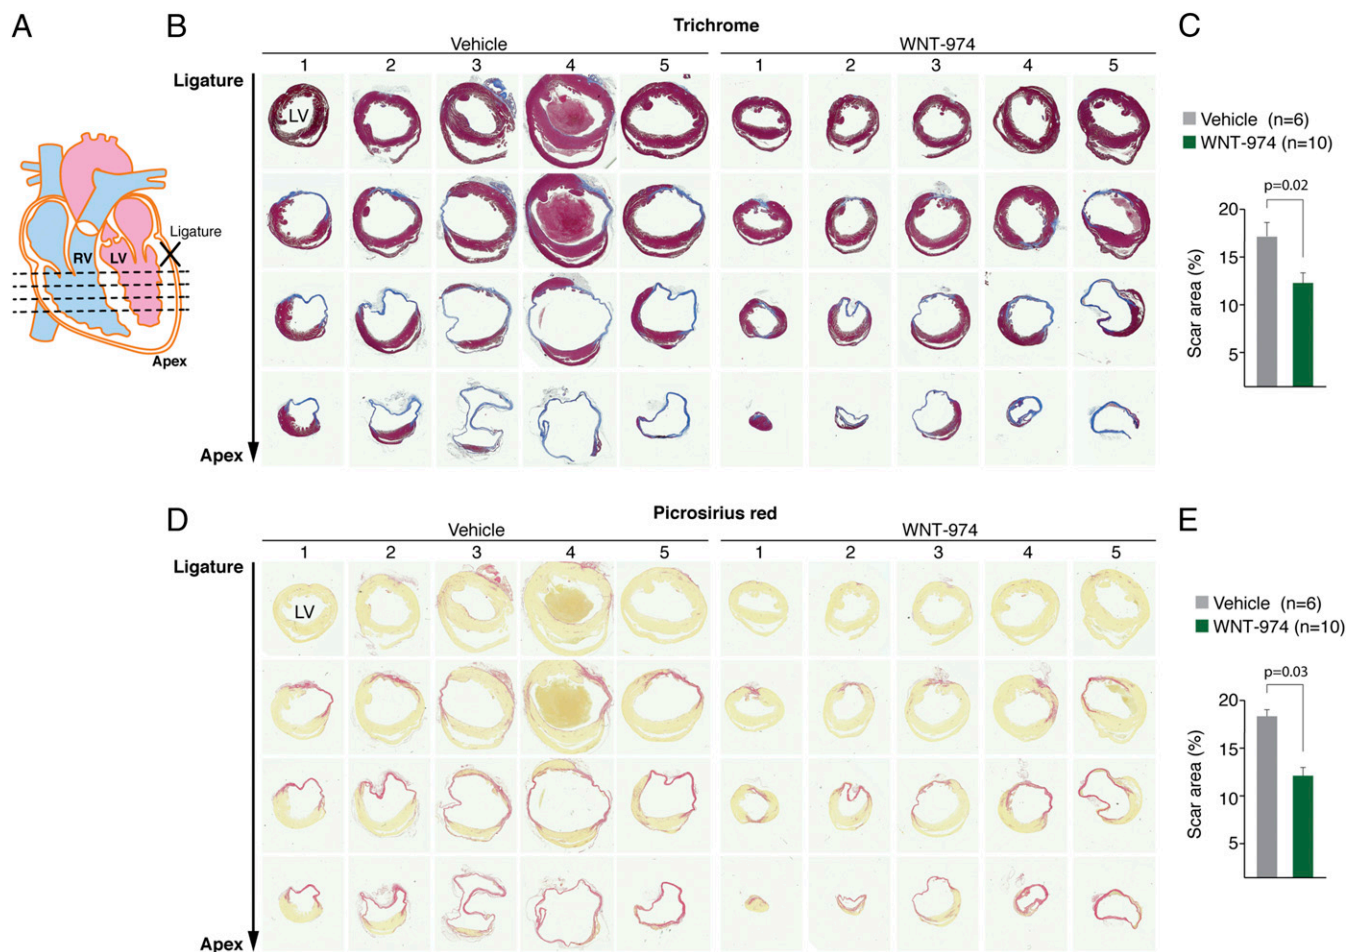 A
Ligature
RV
LV
Apex
B
Trichrome
Vehicle
WNT-974
1 2 3 4 5 1 2 3 4 5
Ligature
LV
Apex
C
Vehicle (n=6)
WNT-974 (n=10)
p=0.02
20
15
10
5
Scar area (%)
D
Picrosirius red
Vehicle
WNT-974
1 2 3 4 5 1 2 3 4 5
Ligature
LV
Apex
E
Vehicle (n=6)
WNT-974 (n=10)
p=0.03
20
15
10
5
Scar area (%)